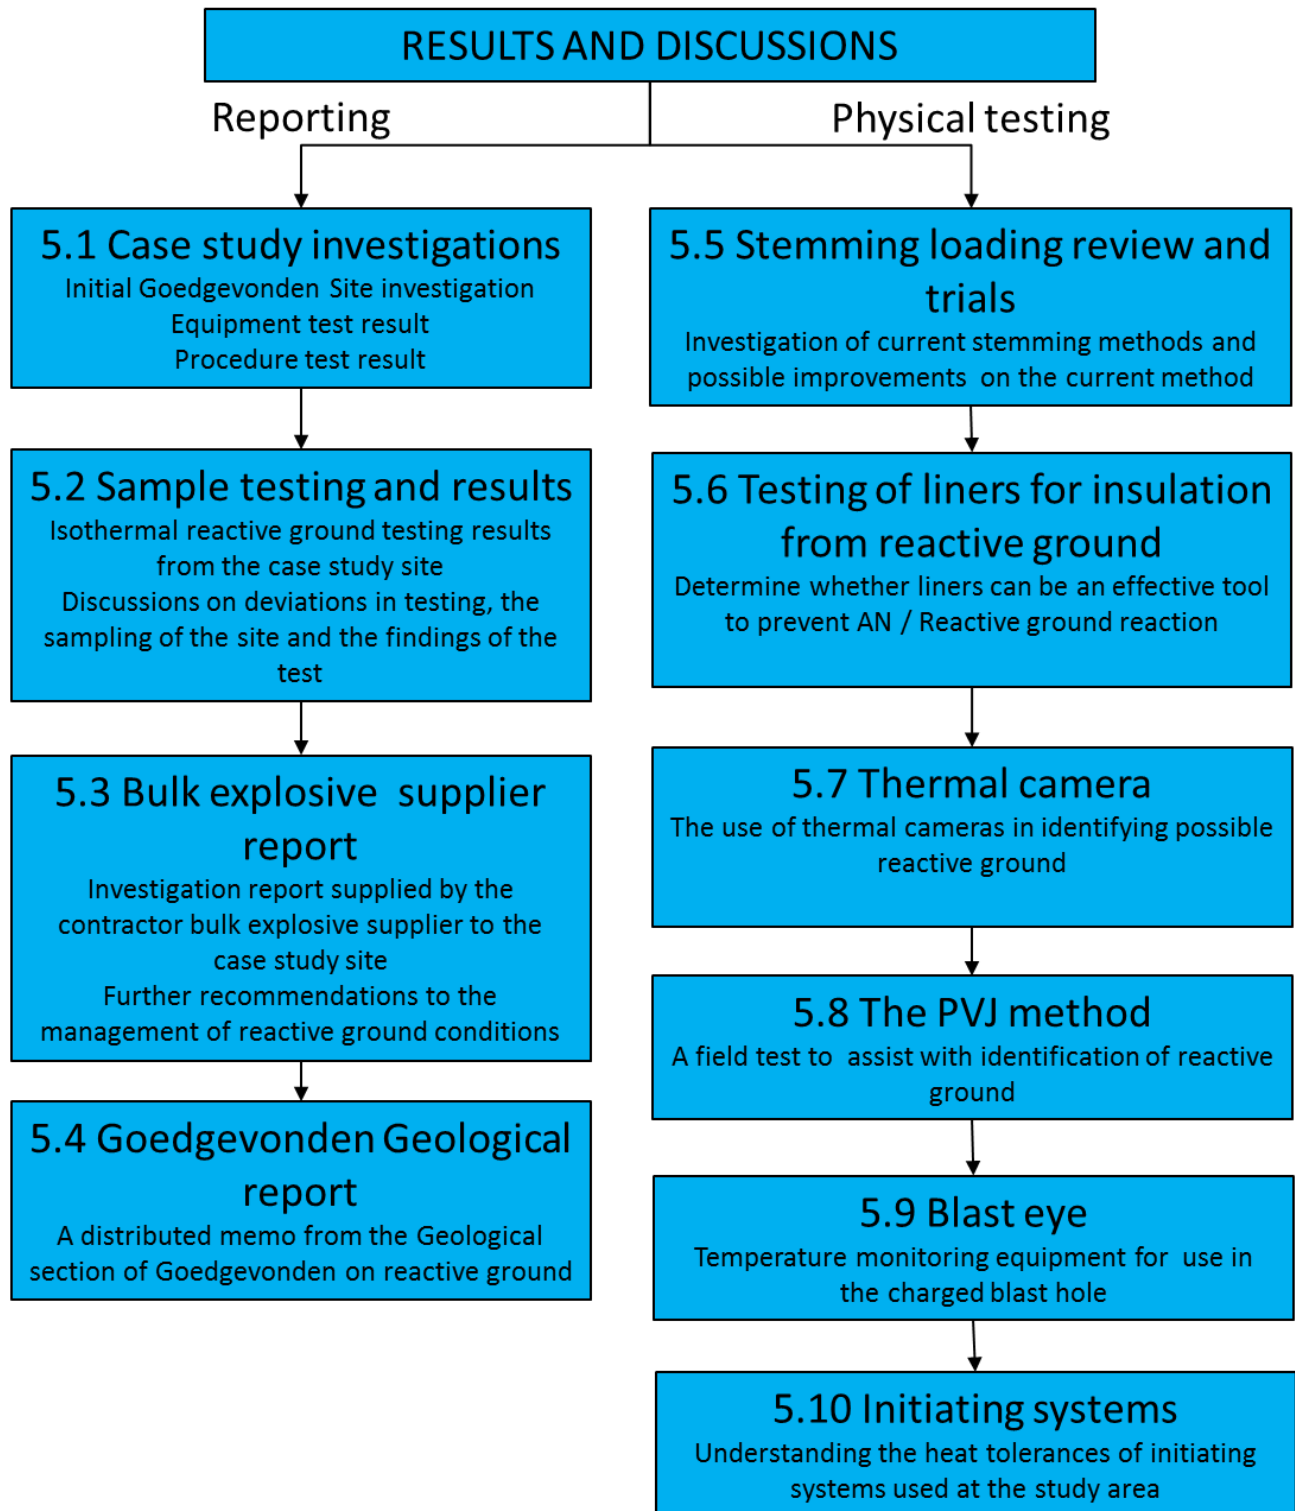 RESULTS AND DISCUSSIONS
Reporting
Physical testing
5.1 Case study investigations
Initial Goedgevonden Site investigation
Equipment test result
Procedure test result
5.2 Sample testing and results
Isothermal reactive ground testing results
from the case study site
Discussions on deviations in testing, the
sampling of the site and the findings of the
test
5.3 Bulk explosive supplier
report
Investigation report supplied by the
contractor bulk explosive supplier to the
case study site
Further recommendations to the
management of reactive ground conditions
5.4 Goedgevonden Geological
report
A distributed memo from the Geological
section of Goedgevonden on reactive ground
5.5 Stemming loading review and
trials
Investigation of current stemming methods and
possible improvements on the current method
5.6 Testing of liners for insulation
from reactive ground
Determine whether liners can be an effective tool
to prevent AN / Reactive ground reaction
5.7 Thermal camera
The use of thermal cameras in identifying possible
reactive ground
5.8 The PVJ method
A field test to assist with identification of reactive
ground
5.9 Blast eye
Temperature monitoring equipment for use in
the charged blast hole
5.10 Initiating systems
Understanding the heat tolerances of initiating
systems used at the study area